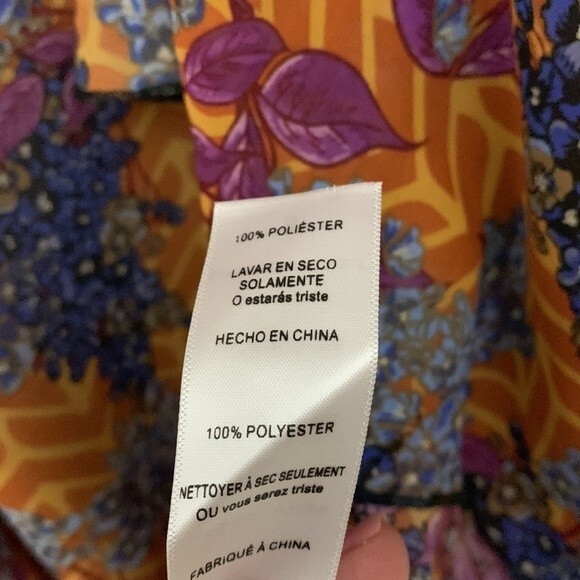 100% POLIÉSTER
LAVAR EN SECO
SOLAMENTE
O estarás triste
HECHO EN CHINA
100% POLYESTER
NETTOYER À SEC SEULEMENT
OU vous serez triste
FABRIQUÉ À CHINA